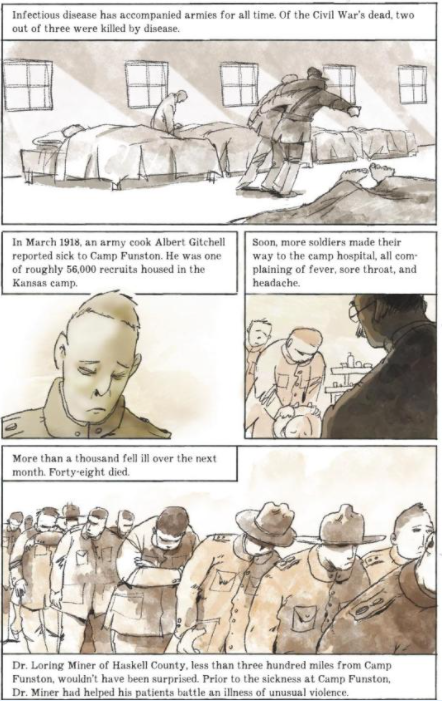 Infectious disease has accompanied armies for all time. Of the Civil War's dead, two
out of three were killed by disease.
In March 1918, an army cook Albert Gitchell
reported sick to Camp Funston. He was one
of roughly 56,000 recruits housed in the
Kansas camp.
Soon, more soldiers made their
way to the camp hospital, all com-
plaining of fever, sore throat, and
headache.
More than a thousand fell ill over the next
month. Forty-eight died.
Dr. Loring Miner of Haskell County, less than three hundred miles from Camp
Funston, wouldn't have been surprised. Prior to the sickness at Camp Funston,
Dr. Miner had helped his patients battle an illness of unusual violence.